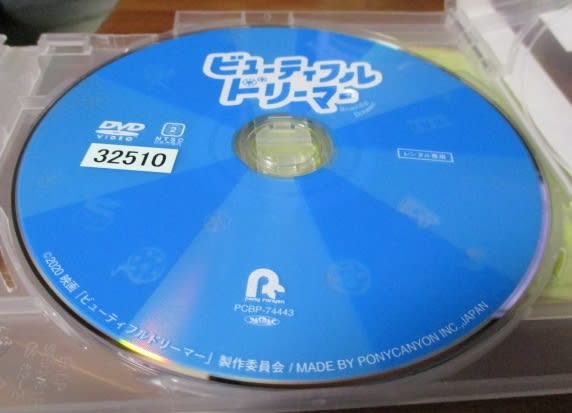 ビューティフル
ドリーマー
Beautiful
Dreamer
DVD
VIDEO
2
NTSC
32510
レンタル専用
pony canyon
PCBP-74443
©2020 映画「ビューティフルドリーマー」製作委員会 / MADE BY PONYCANYON INC.,JAPAN